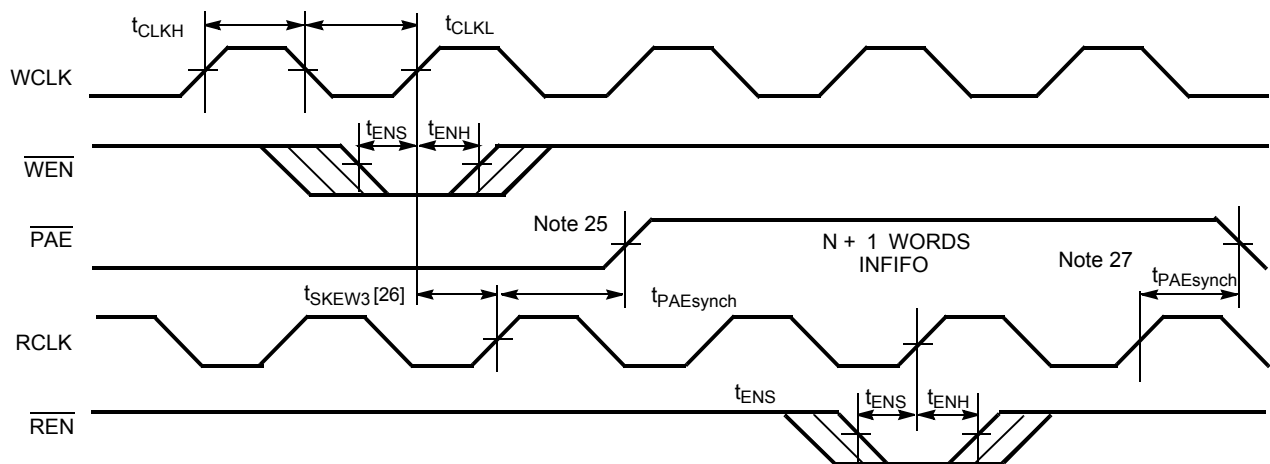 tCLKH
tCLKL
WCLK
tENS
tENH
WEN
Note 25
PAE
N + 1 WORDS
INFIFO
Note 27
tSKEW3 [26]
tPAEsynch
tPAEsynch
RCLK
tENS
tENS
tENH
REN